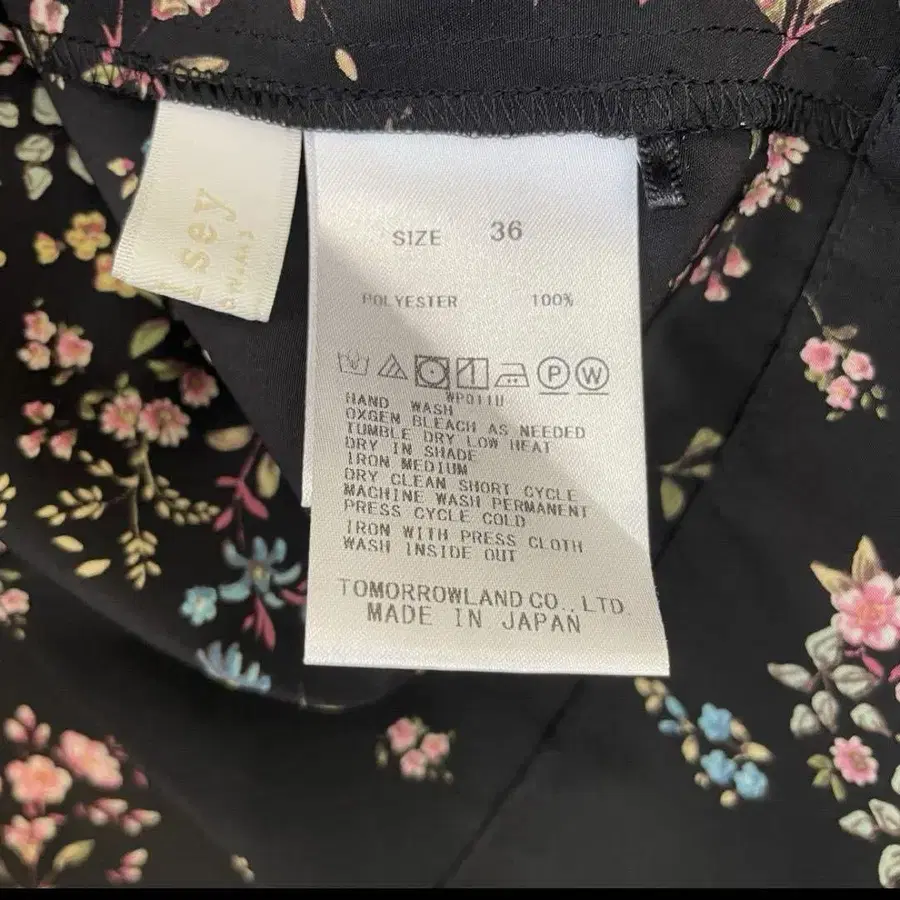 sey
SIZE 36
POLYESTER 100%
P W
WP011U
HAND WASH
OXGEN BLEACH AS NEEDED
TUMBLE DRY LOW HEAT
DRY IN SHADE
IRON MEDIUM
DRY CLEAN SHORT CYCLE
MACHINE WASH PERMANENT
PRESS CYCLE COLD
IRON WITH PRESS CLOTH
WASH INSIDE OUT
TOMORROWLAND CO., LTD
MADE IN JAPAN